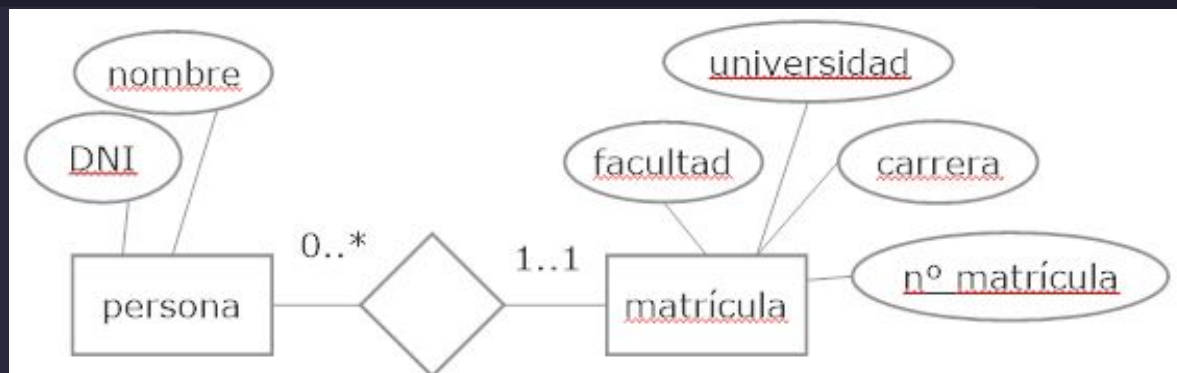 nombre
universidad
DNI
facultad
carrera
0..*
1..1
nº matrícula
persona
matrícula